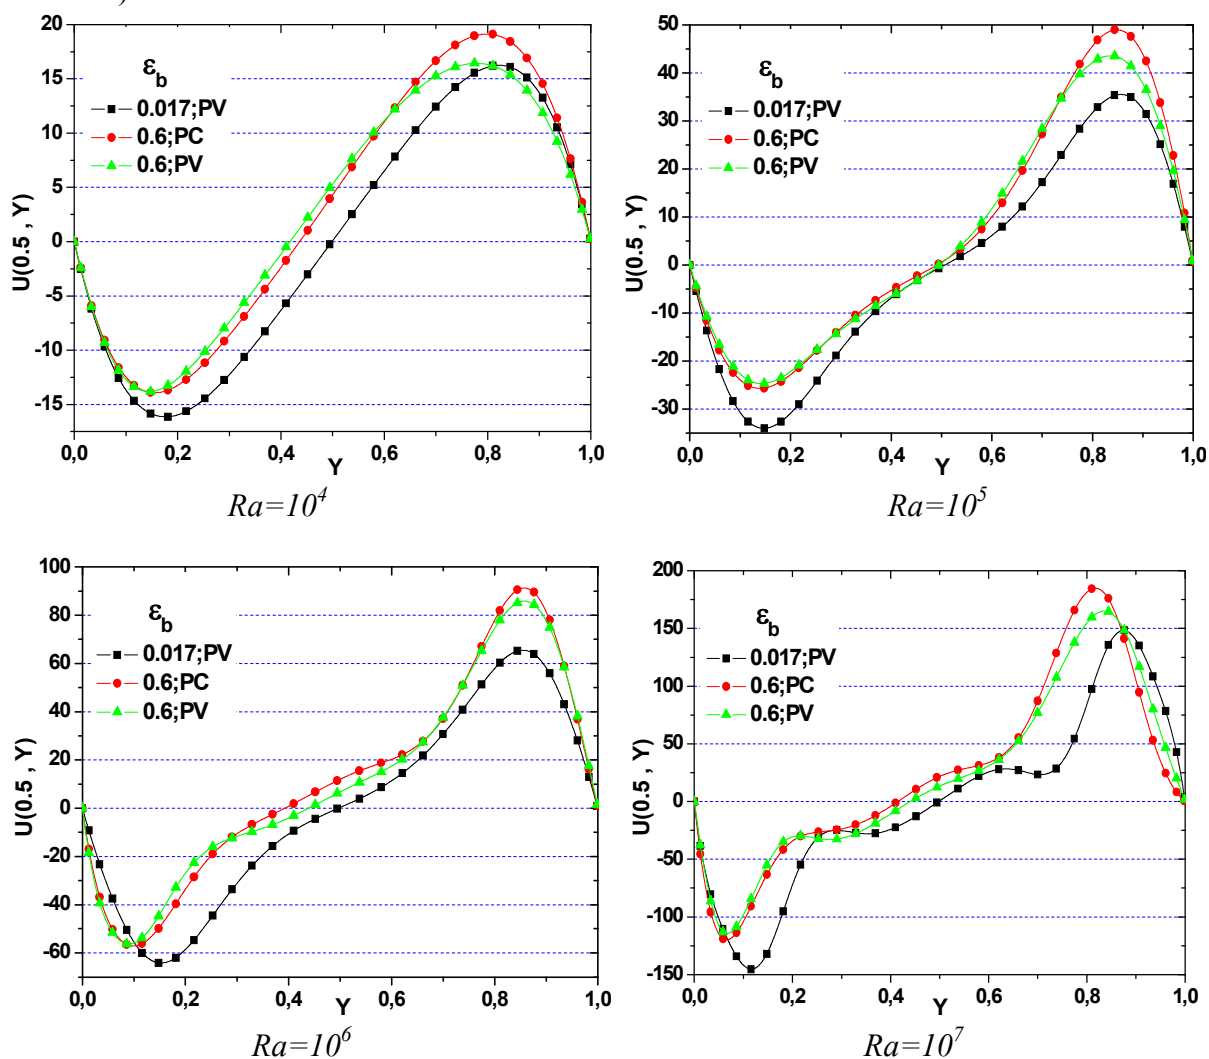 )
20
15
10
5
0
-5
-10
-15
U(0.5 , Y)
ε_b
0.017;PV
0.6;PC
0.6;PV
0,0 0,2 0,4 0,6 0,8 1,0
Y
Ra=10^4
50
40
30
20
10
0
-10
-20
-30
U(0.5 , Y)
ε_b
0.017;PV
0.6;PC
0.6;PV
0,0 0,2 0,4 0,6 0,8 1,0
Y
Ra=10^5
100
80
60
40
20
0
-20
-40
-60
U(0.5 , Y)
ε_b
0.017;PV
0.6;PC
0.6;PV
0,0 0,2 0,4 0,6 0,8 1,0
Y
Ra=10^6
200
150
100
50
0
-50
-100
-150
U(0.5 , Y)
ε_b
0.017;PV
0.6;PC
0.6;PV
0,0 0,2 0,4 0,6 0,8 1,0
Y
Ra=10^7